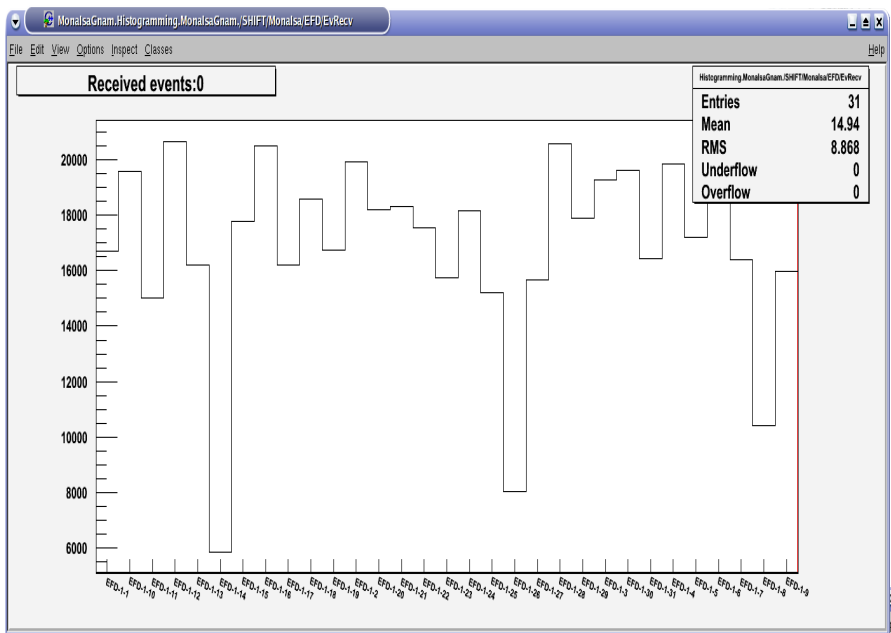 MonalsaGnam.Histogramming.MonalsaGnam./SHIFT/Monalsa/EFD/EvRecv
File Edit View Options Inspect Classes Help
Received events:0
Histogramming.MonalsaGnam./SHIFT/Monalsa/EFD/EvRecv
Entries 31
Mean 14.94
RMS 8.868
Underflow 0
Overflow 0
20000
18000
16000
14000
12000
10000
8000
6000
EFD-1-1 EFD-1-10 EFD-1-11 EFD-1-12 EFD-1-13 EFD-1-14 EFD-1-15 EFD-1-16 EFD-1-17 EFD-1-18 EFD-1-19 EFD-1-2 EFD-1-20 EFD-1-21 EFD-1-22 EFD-1-23 EFD-1-24 EFD-1-25 EFD-1-26 EFD-1-27 EFD-1-28 EFD-1-29 EFD-1-3 EFD-1-30 EFD-1-31 EFD-1-4 EFD-1-5 EFD-1-6 EFD-1-7 EFD-1-8 EFD-1-9